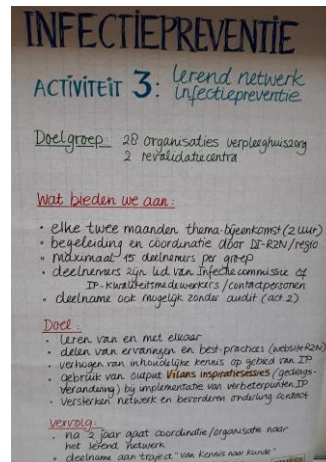 INFECTIEPREVENTIE
ACTIVITEIT 3: lerend netwerk
infectiepreventie
Doelgroep: 28 organisaties verpleeghuiszorg
2 revalidatiecentra
Wat bieden we aan:
• elke twee maanden thema-bijeenkomst (2 uur)
• begeleiding en coordinatie door DI-R2N/regio
• maximaal 15 deelnemers per groep
• deelnemers zijn lid van Infectiecommissie of
IP-kwaliteitsmedewerkers/contactpersonen
• deelname ook mogelijk zonder audit (act. 2)
Doel:
• leren van en met elkaar
• delen van ervaringen en best-practices (website R2N)
• verhogen van inhoudelijke kennis op gebied van IP
• gebruik van output Vilans inspiratiesessies (gedrags-
verandering) bij implementatie van verbeterpunten IP
• versterken netwerk en bevorderen onderling contact
Vervolg:
• na 2 jaar gaat coordinatie/organisatie naar
het lerend netwerk
• deelname aan traject "van kennis naar kunde"